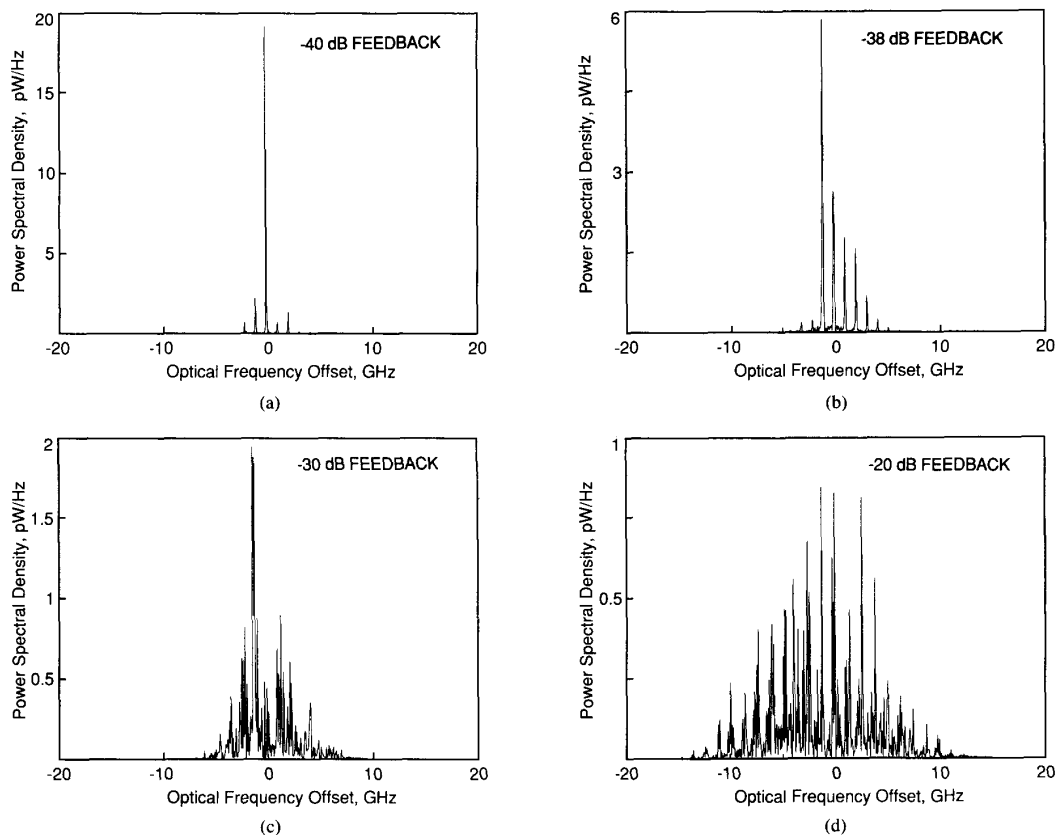 20
-40 dB FEEDBACK
15
10
5
Power Spectral Density, pW/Hz
-20 -10 0 10 20
Optical Frequency Offset, GHz
(a)
6
-38 dB FEEDBACK
3
Power Spectral Density, pW/Hz
-20 -10 0 10 20
Optical Frequency Offset, GHz
(b)
2
-30 dB FEEDBACK
1.5
1
0.5
Power Spectral Density, pW/Hz
-20 -10 0 10 20
Optical Frequency Offset, GHz
(c)
1
-20 dB FEEDBACK
0.5
Power Spectral Density, pW/Hz
-20 -10 0 10 20
Optical Frequency Offset, GHz
(d)